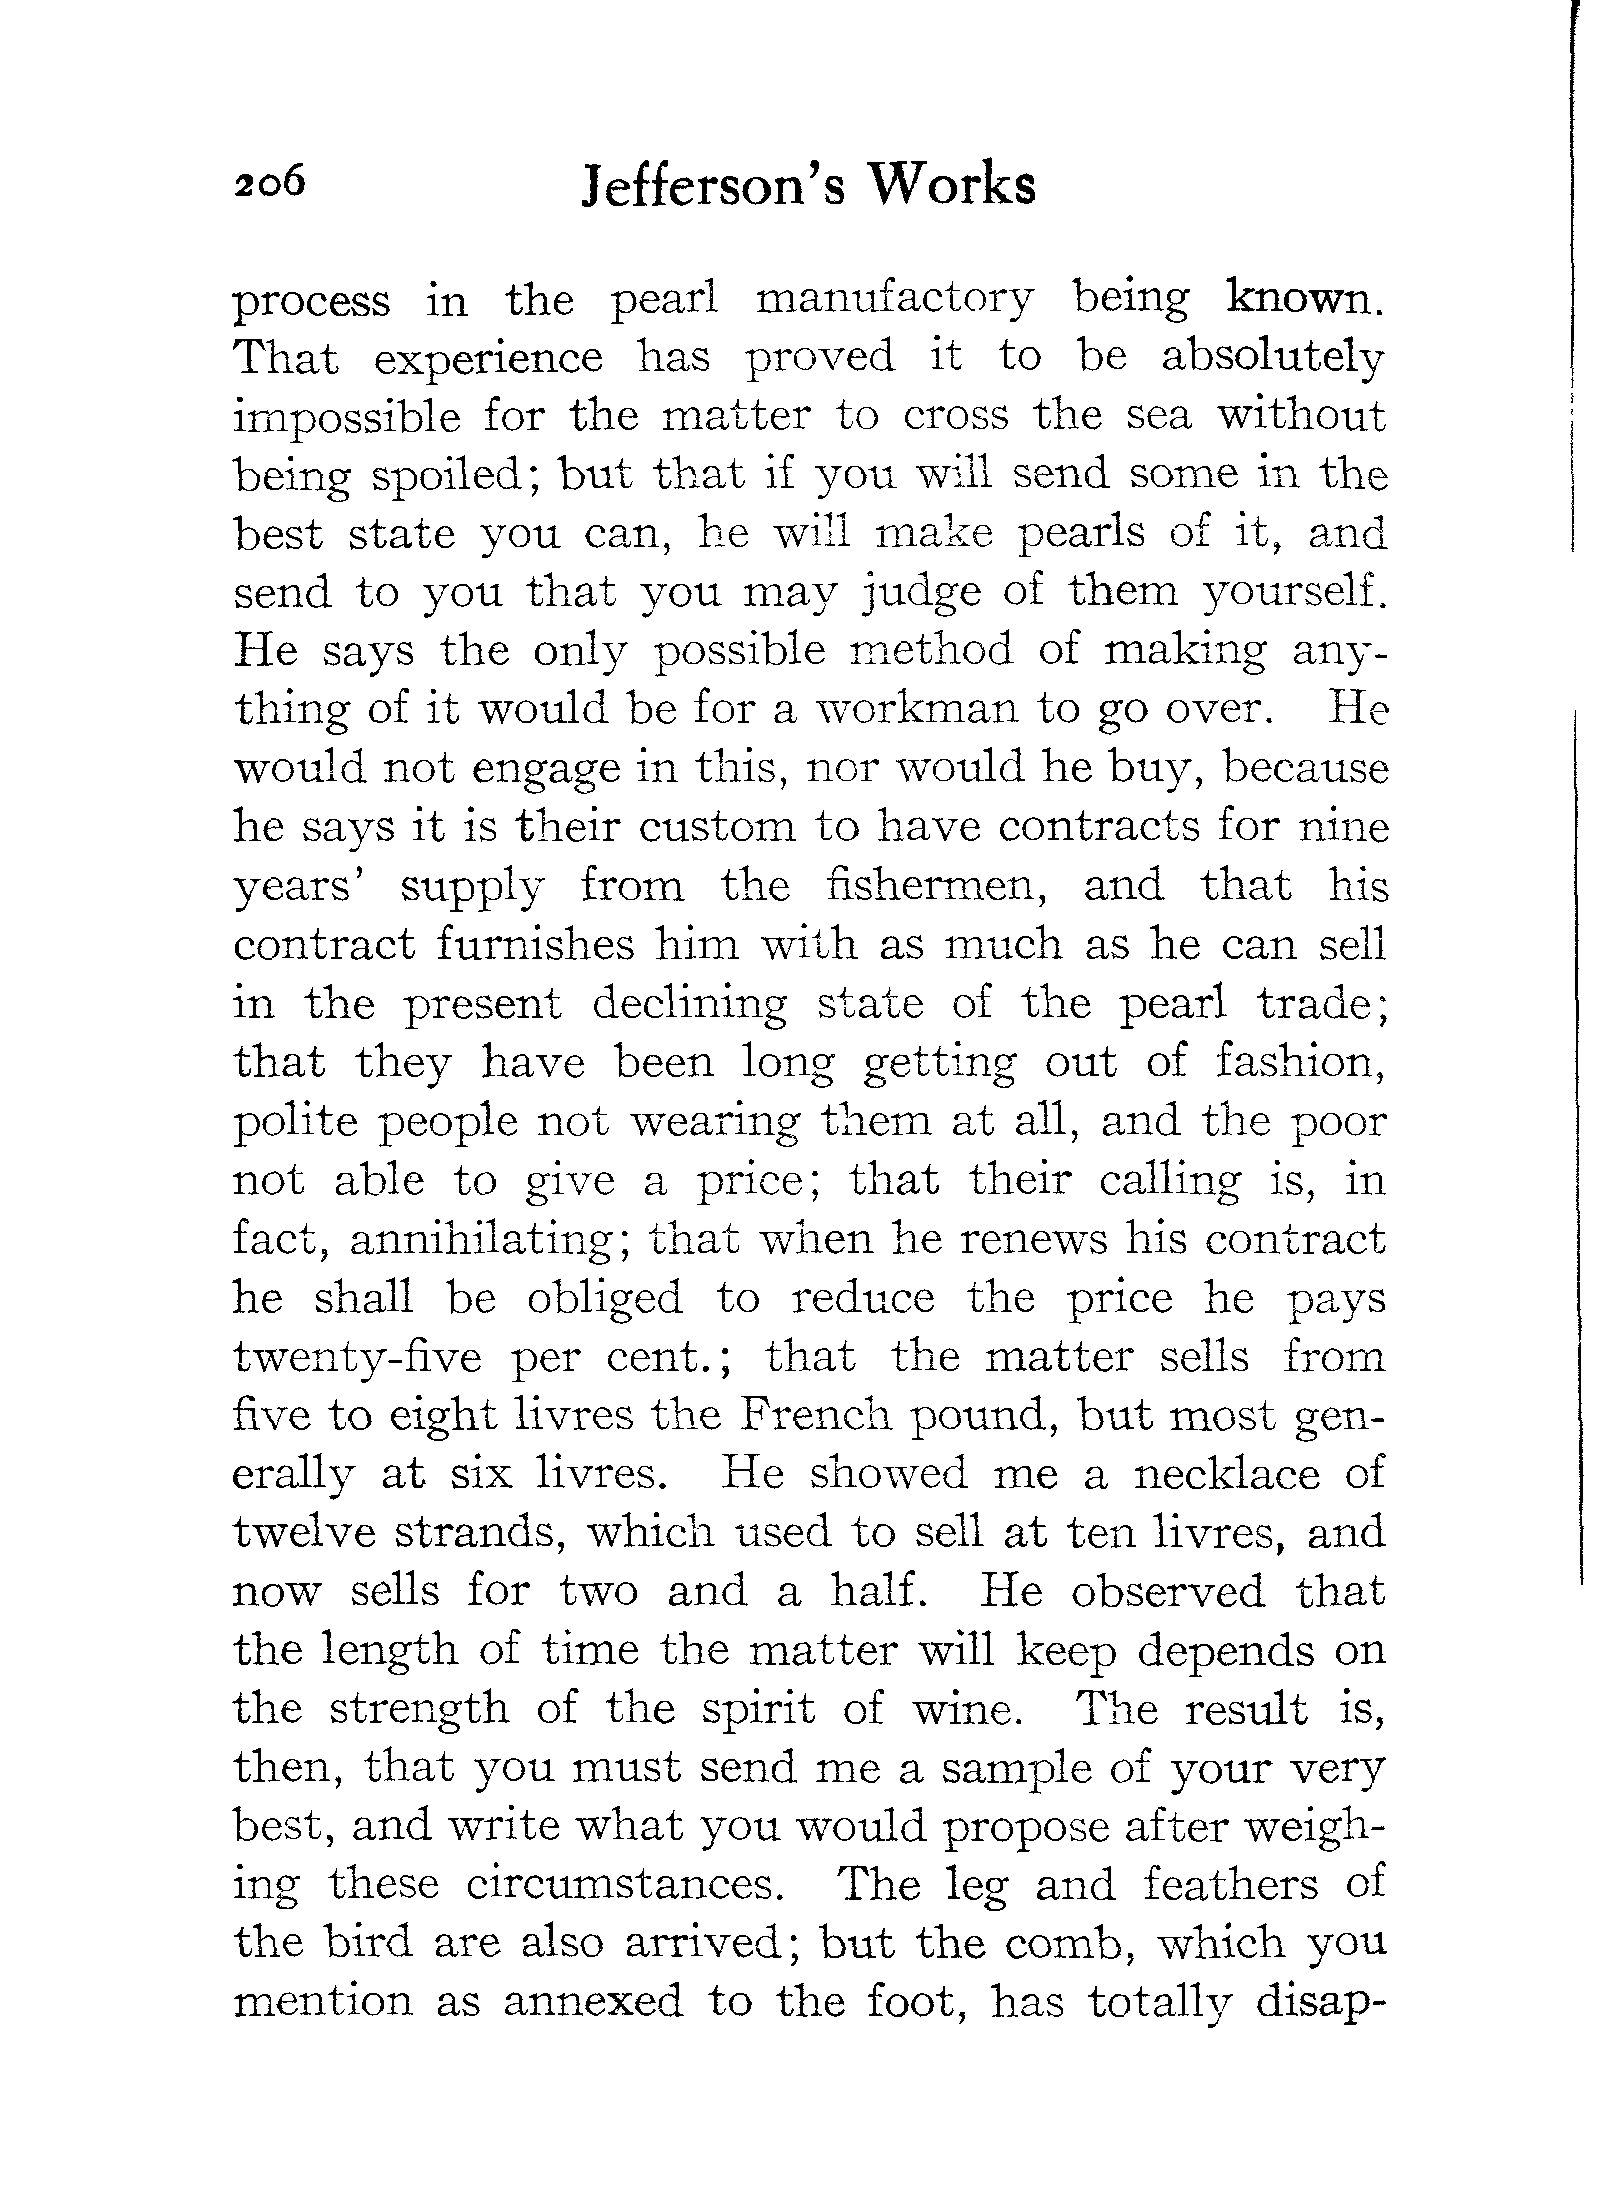 206 Jefferson's Works
process in the pearl manufactory being known.
That experience has proved it to be absolutely
impossible for the matter to cross the sea without
being spoiled; but that if you will send some in the
best state you can, he will make pearls of it, and
send to you that you may judge of them yourself.
He says the only possible method of making any-
thing of it would be for a workman to go over. He
would not engage in this, nor would he buy, because
he says it is their custom to have contracts for nine
years' supply from the fishermen, and that his
contract furnishes him with as much as he can sell
in the present declining state of the pearl trade;
that they have been long getting out of fashion,
polite people not wearing them at all, and the poor
not able to give a price; that their calling is, in
fact, annihilating; that when he renews his contract
he shall be obliged to reduce the price he pays
twenty-five per cent.; that the matter sells from
five to eight livres the French pound, but most gen-
erally at six livres. He showed me a necklace of
twelve strands, which used to sell at ten livres, and
now sells for two and a half. He observed that
the length of time the matter will keep depends on
the strength of the spirit of wine. The result is,
then, that you must send me a sample of your very
best, and write what you would propose after weigh-
ing these circumstances. The leg and feathers of
the bird are also arrived; but the comb, which you
mention as annexed to the foot, has totally disap-